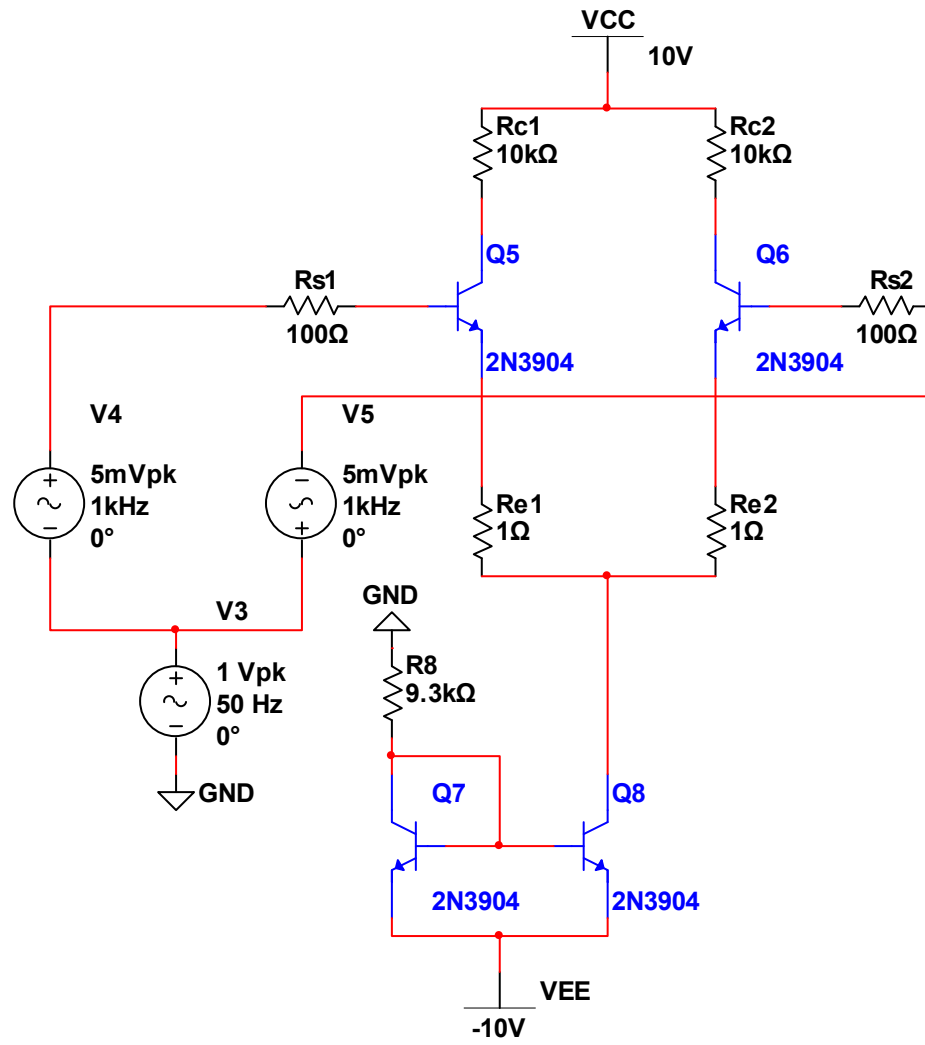 VCC
10V
Rc1
10kΩ
Rc2
10kΩ
Q5
Q6
Rs1
100Ω
Rs2
100Ω
2N3904
2N3904
V4
5mVpk
1kHz
0°
V5
5mVpk
1kHz
0°
Re1
1Ω
Re2
1Ω
GND
V3
1 Vpk
50 Hz
0°
R8
9.3kΩ
GND
Q7
Q8
2N3904
2N3904
VEE
-10V